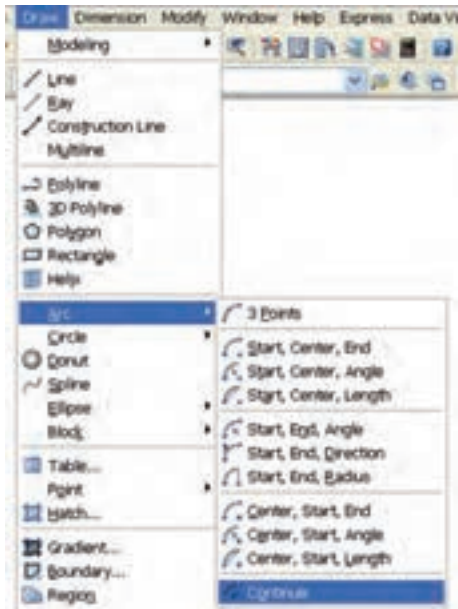 Draw Dimension Modify Window Help Express Data V
Modeling
Line
Ray
Construction Line
Multiline
Polyline
3D Polyline
Polygon
Rectangle
Helix
Arc
Circle
Donut
Spline
Ellipse
Block
Table...
Point
Hatch...
Gradient...
Boundary...
Region
3 Points
Start, Center, End
Start, Center, Angle
Start, Center, Length
Start, End, Angle
Start, End, Direction
Start, End, Radius
Center, Start, End
Center, Start, Angle
Center, Start, Length
Continue